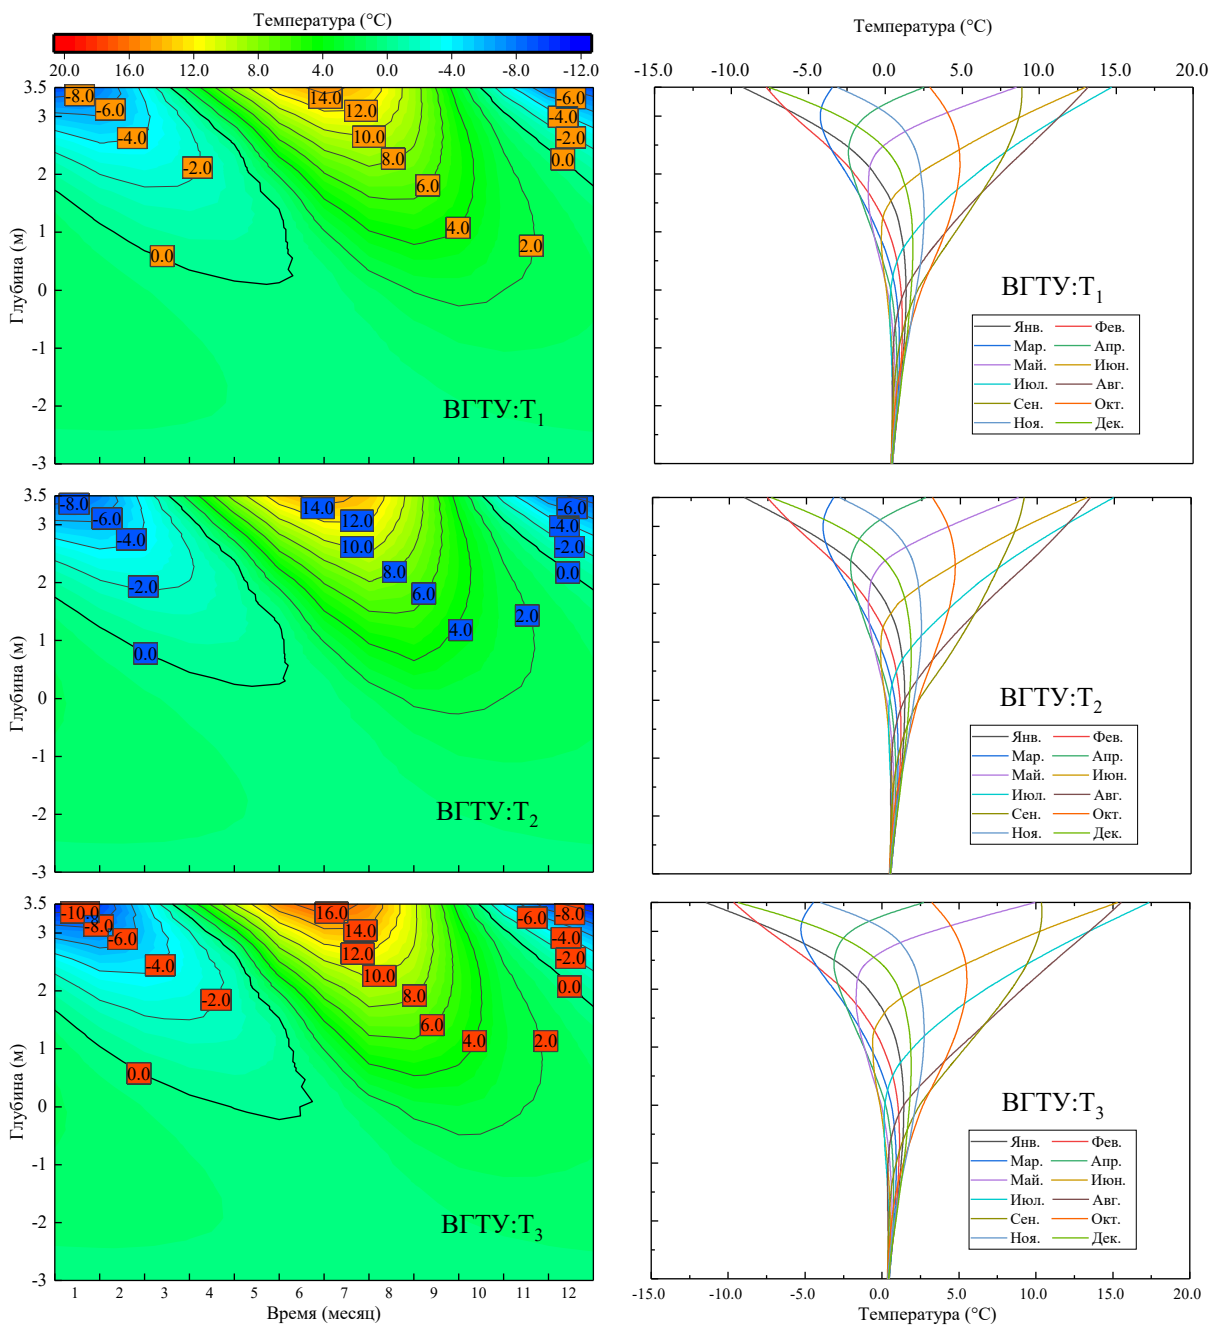 Температура (°C)
20.0 16.0 12.0 8.0 4.0 0.0 -4.0 -8.0 -12.0
Глубина (м)
3.5
3
2
1
0
-1
-2
-3
-8.0
-6.0
-4.0
-2.0
0.0
14.0
12.0
10.0
8.0
6.0
4.0
2.0
-6.0
-4.0
-2.0
0.0
ВГТУ:T1
Температура (°C)
-15.0 -10.0 -5.0 0.0 5.0 10.0 15.0 20.0
ВГТУ:T1
Янв. Фев.
Мар. Апр.
Май. Июн.
Июл. Авг.
Сен. Окт.
Ноя. Дек.
Глубина (м)
3.5
3
2
1
0
-1
-2
-3
-8.0
-6.0
-4.0
-2.0
0.0
14.0
12.0
10.0
8.0
6.0
4.0
2.0
-6.0
-4.0
-2.0
0.0
ВГТУ:T2
ВГТУ:T2
Янв. Фев.
Мар. Апр.
Май. Июн.
Июл. Авг.
Сен. Окт.
Ноя. Дек.
Глубина (м)
3.5
3
2
1
0
-1
-2
-3
-10.0
-8.0
-6.0
-4.0
-2.0
0.0
16.0
14.0
12.0
10.0
8.0
6.0
4.0
2.0
-6.0
-8.0
-4.0
-2.0
0.0
ВГТУ:T3
1 2 3 4 5 6 7 8 9 10 11 12
Время (месяц)
ВГТУ:T3
Янв. Фев.
Мар. Апр.
Май. Июн.
Июл. Авг.
Сен. Окт.
Ноя. Дек.
-15.0 -10.0 -5.0 0.0 5.0 10.0 15.0 20.0
Температура (°C)